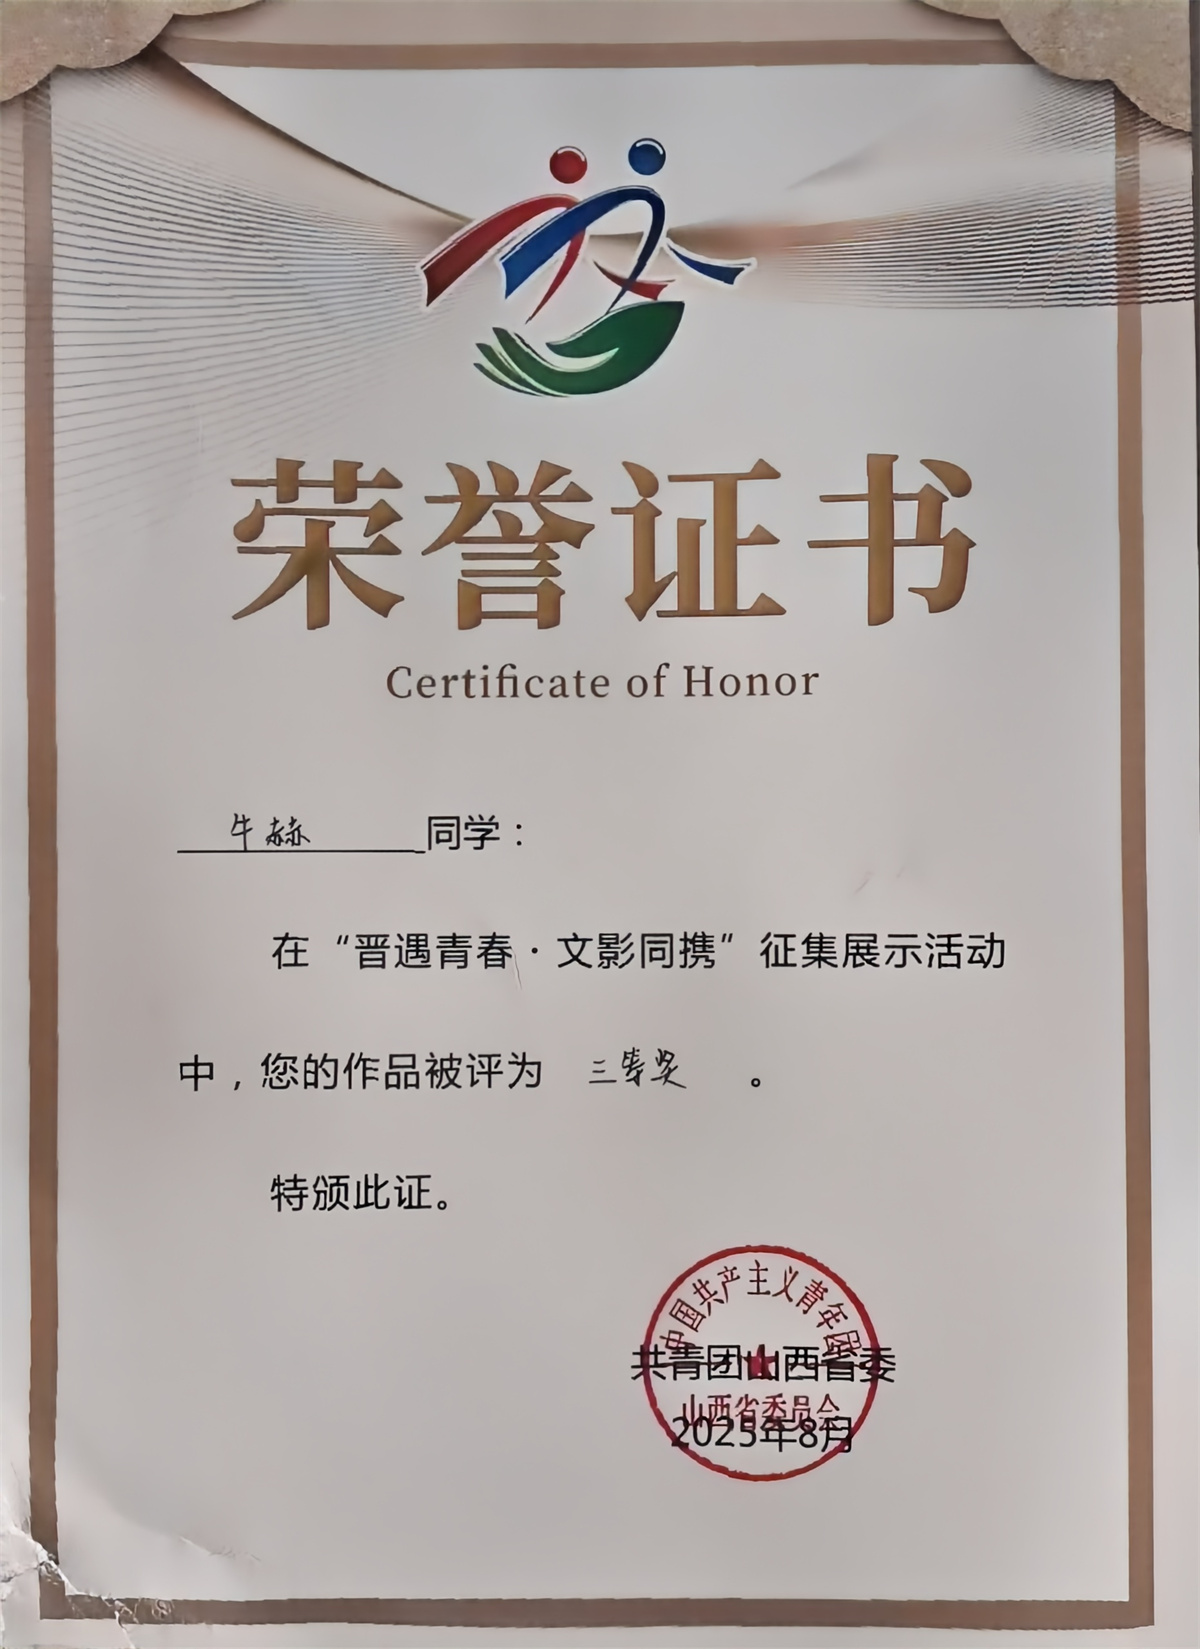 荣誉证书
Certificate of Honor
牛赫 同学：
在“晋遇青春·文影同携”征集展示活动
中，您的作品被评为 三等奖 。
特颁此证。
中国共产主义青年团
共青团山西省委
山西省委员会
2025年8月